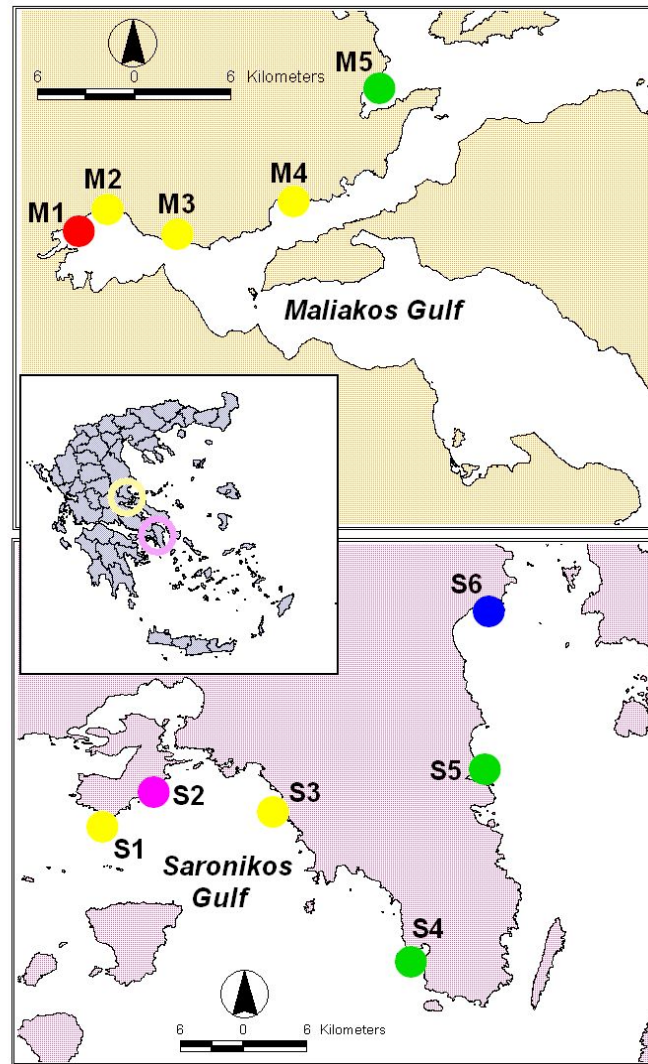 6 0 6 Kilometers
M5
M4
M2
M3
M1
Maliakos Gulf
S6
S5
S2
S3
S1
Saronikos
Gulf
S4
6 0 6 Kilometers